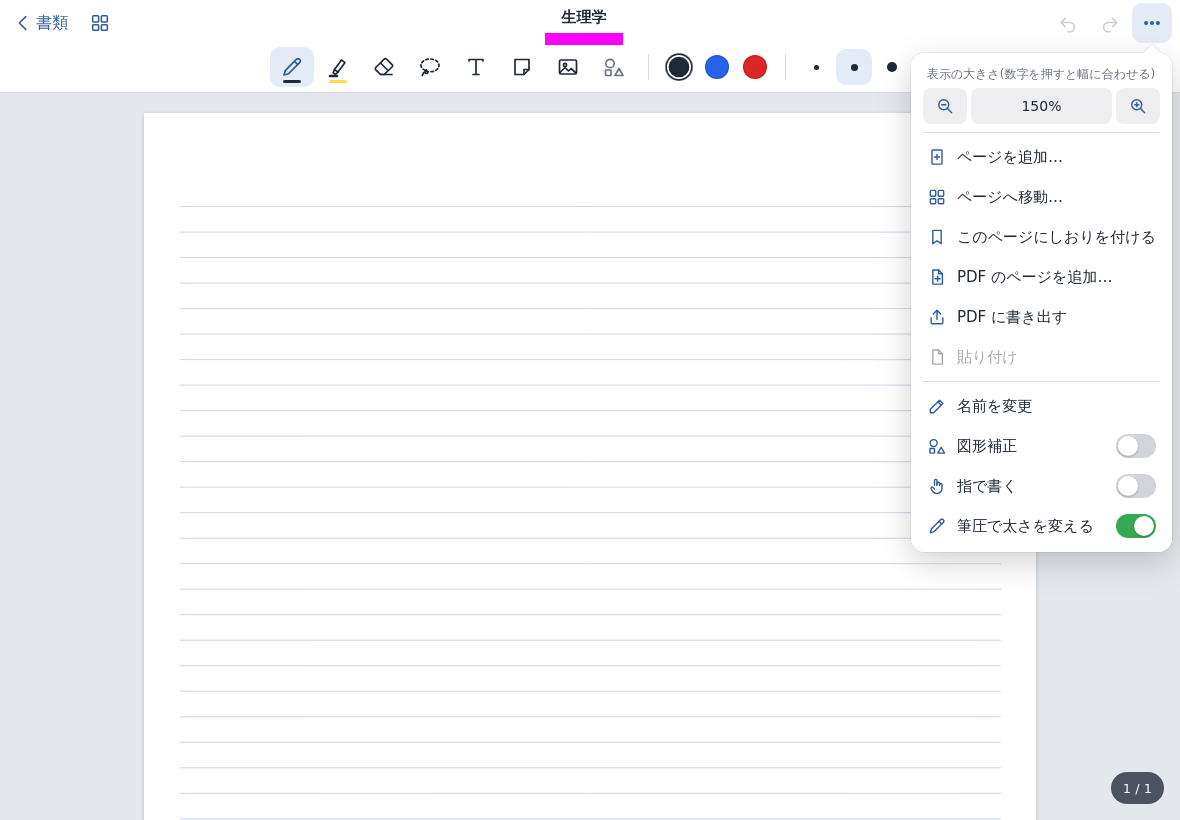 書類
生理学
表示の大きさ(数字を押すと幅に合わせる)
150%
ページを追加...
ページへ移動...
このページにしおりを付ける
PDF のページを追加...
PDF に書き出す
貼り付け
名前を変更
図形補正
指で書く
筆圧で太さを変える
1 / 1